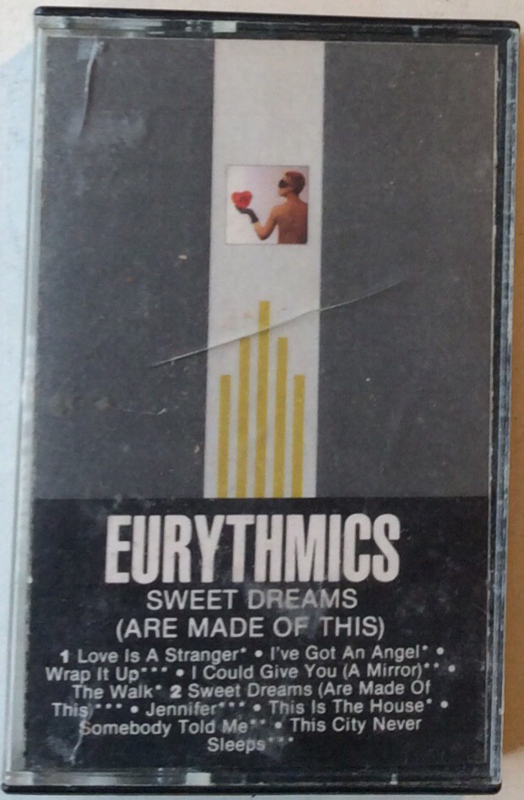 EURYTHMICS
SWEET DREAMS
(ARE MADE OF THIS)
1 Love Is A Stranger* • I've Got An Angel* •
Wrap It Up*** • I Could Give You (A Mirror)** •
The Walk* 2 Sweet Dreams (Are Made Of
This)*** • Jennifer*** • This Is The House* •
Somebody Told Me** • This City Never
Sleeps***